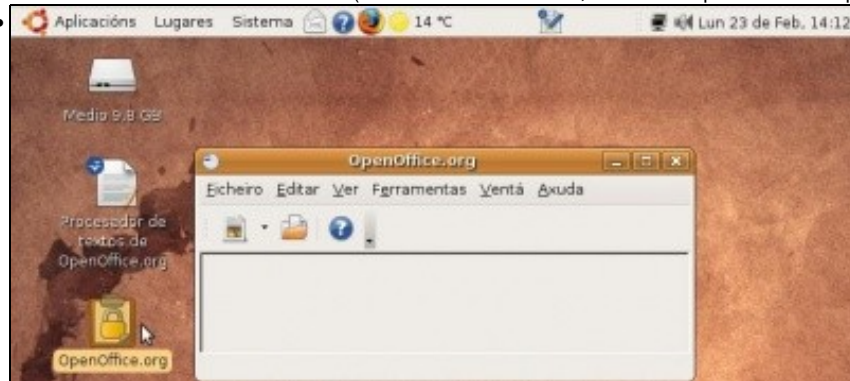 Aplicacións Lugares Sistema 14 °C Lun 23 de Feb, 14:12
Medio 9.8 GB
OpenOffice.org
Ficheiro Editar Ver Ferramentas Ventá Axuda
Procesador de
textos de
OpenOffice.org
OpenOffice.org